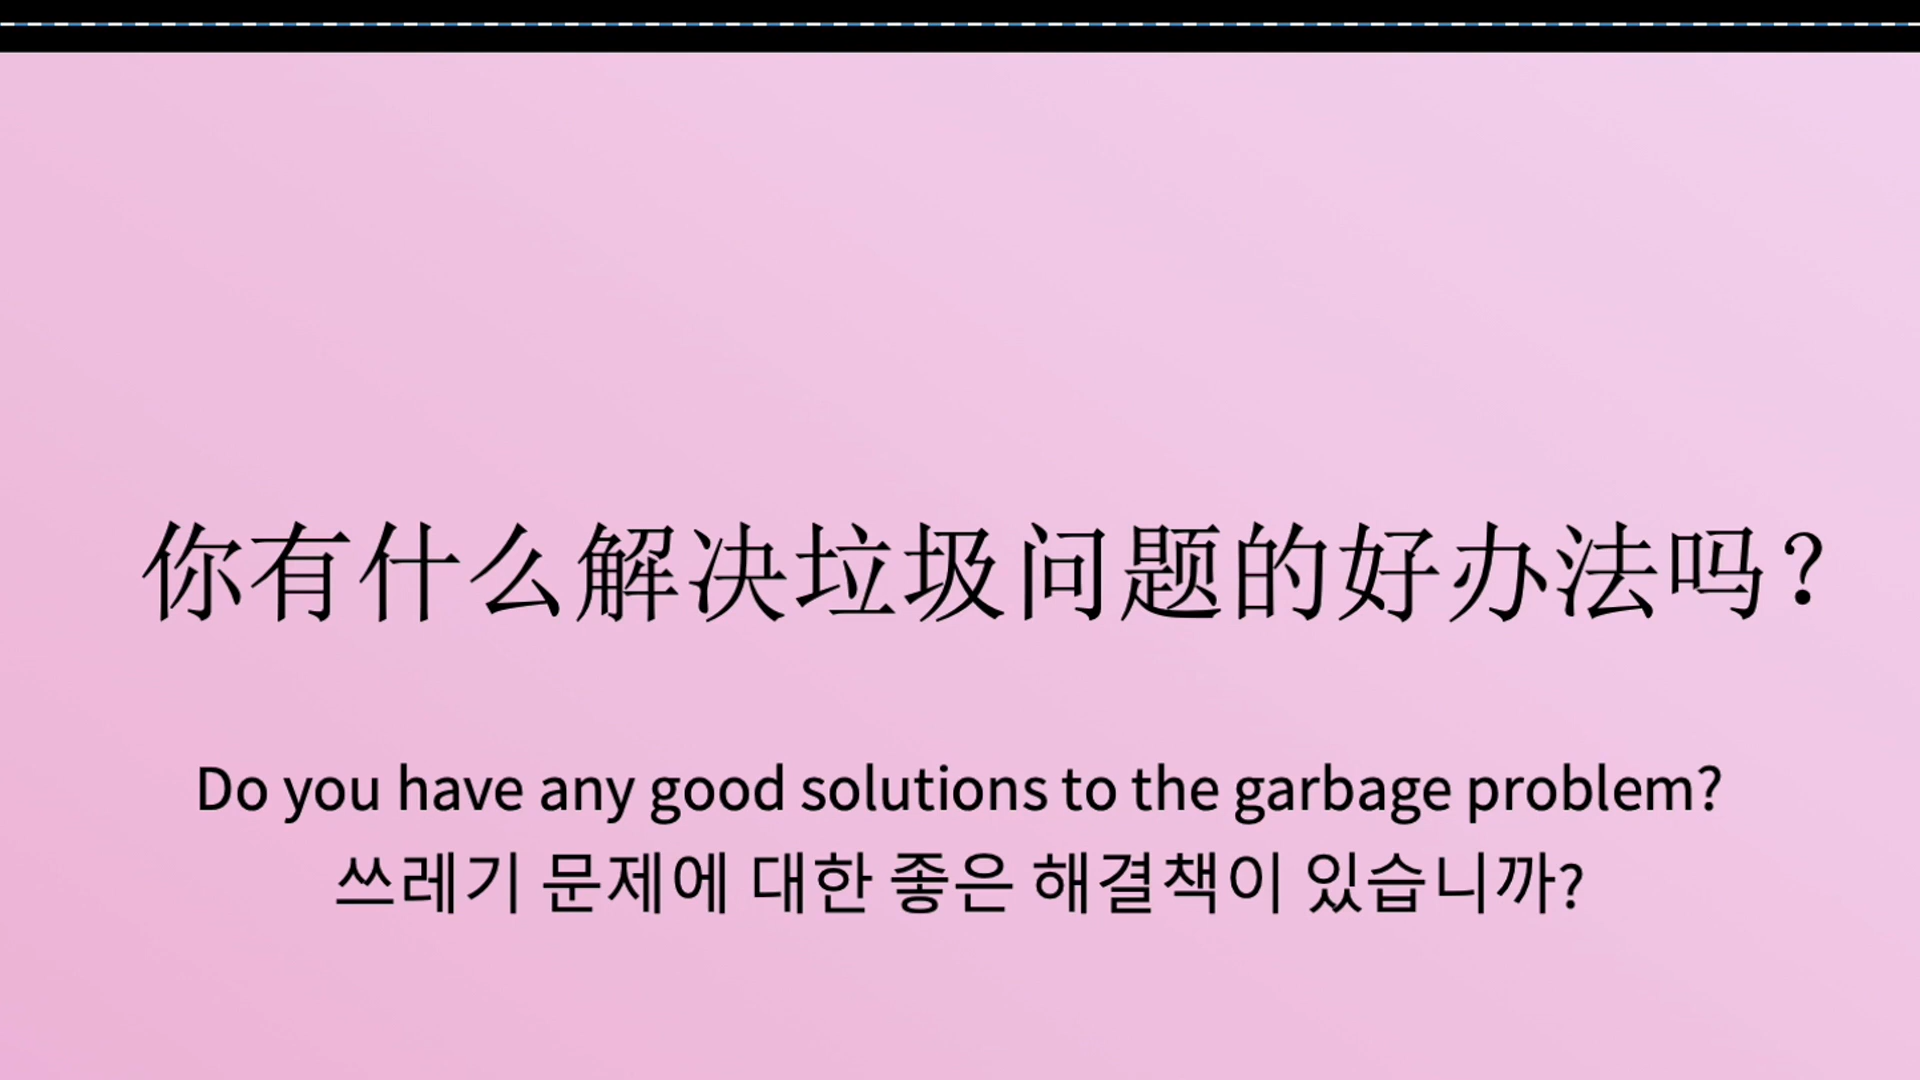 你有什么解决垃圾问题的好办法吗？
Do you have any good solutions to the garbage problem?
쓰레기 문제에 대한 좋은 해결책이 있습니까?